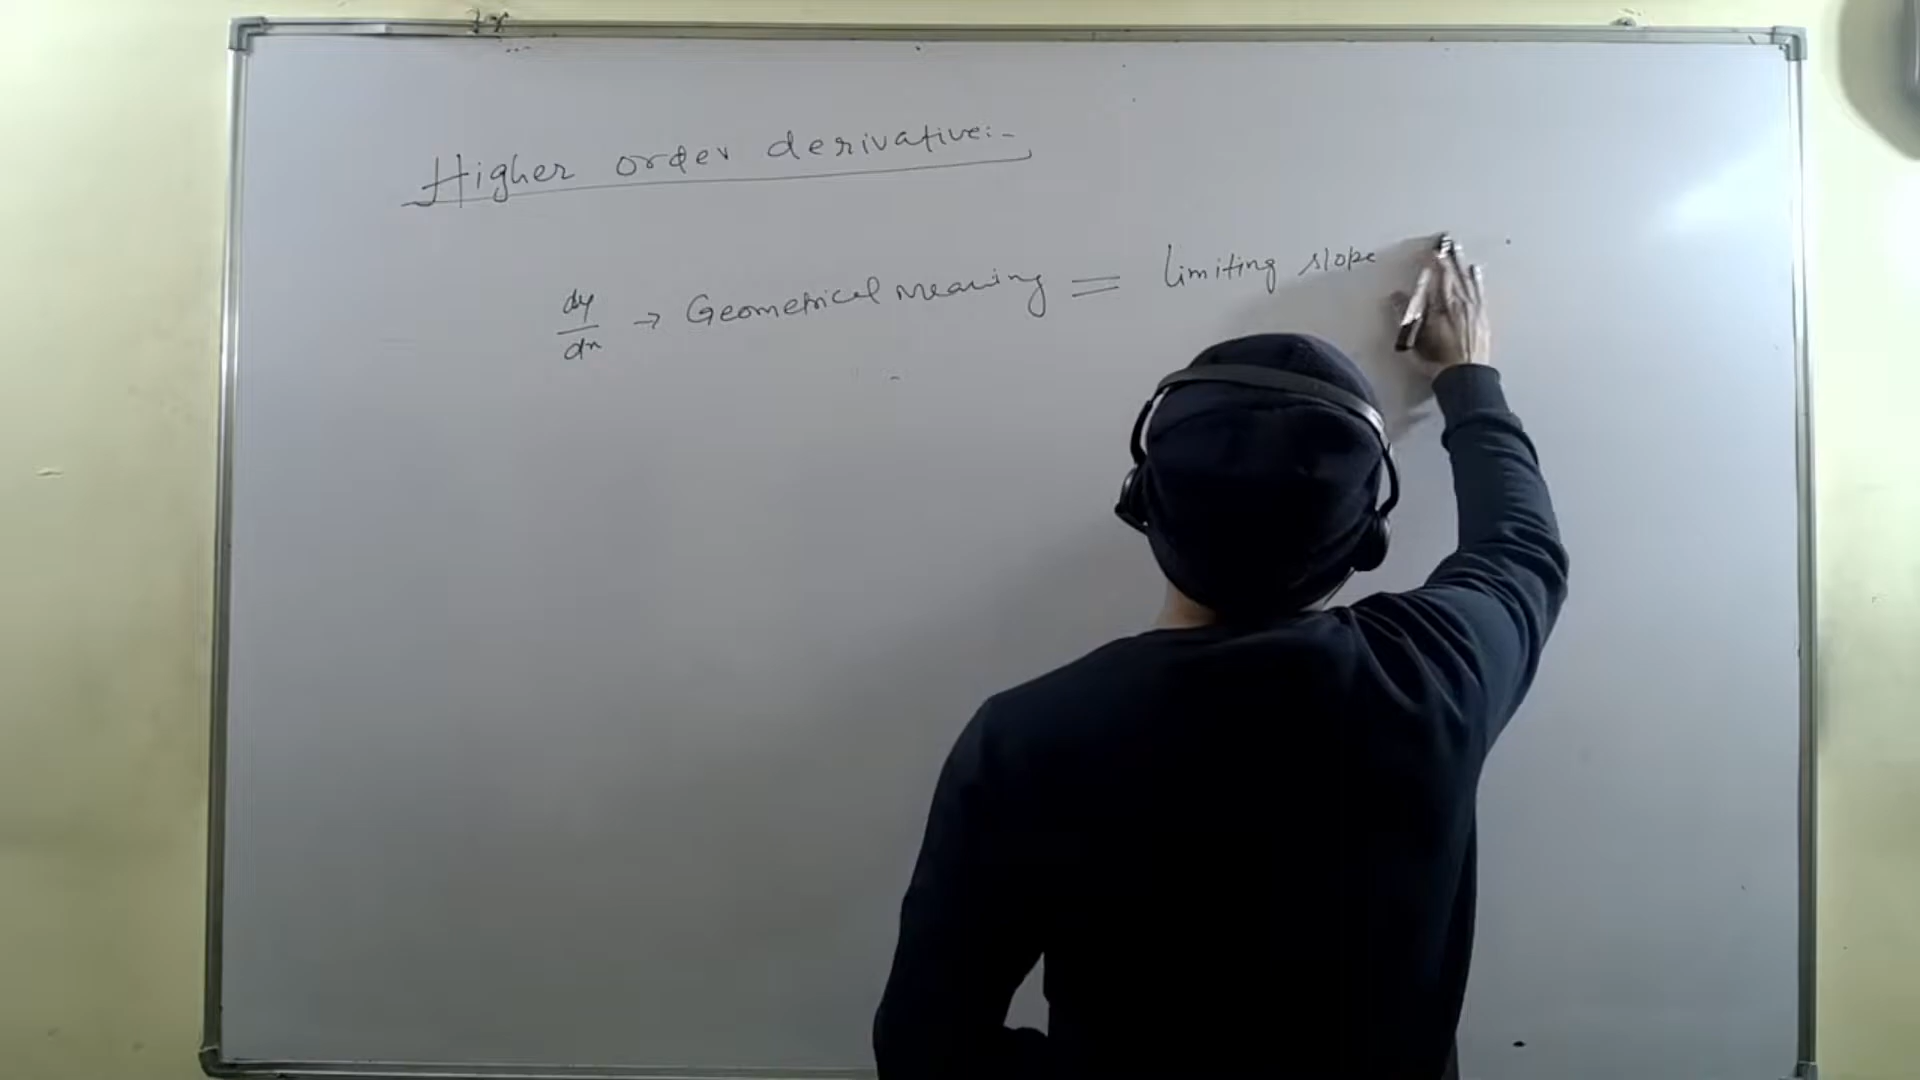 Higher order derivative:-
dy/dx → Geometrical meaning = limiting slope